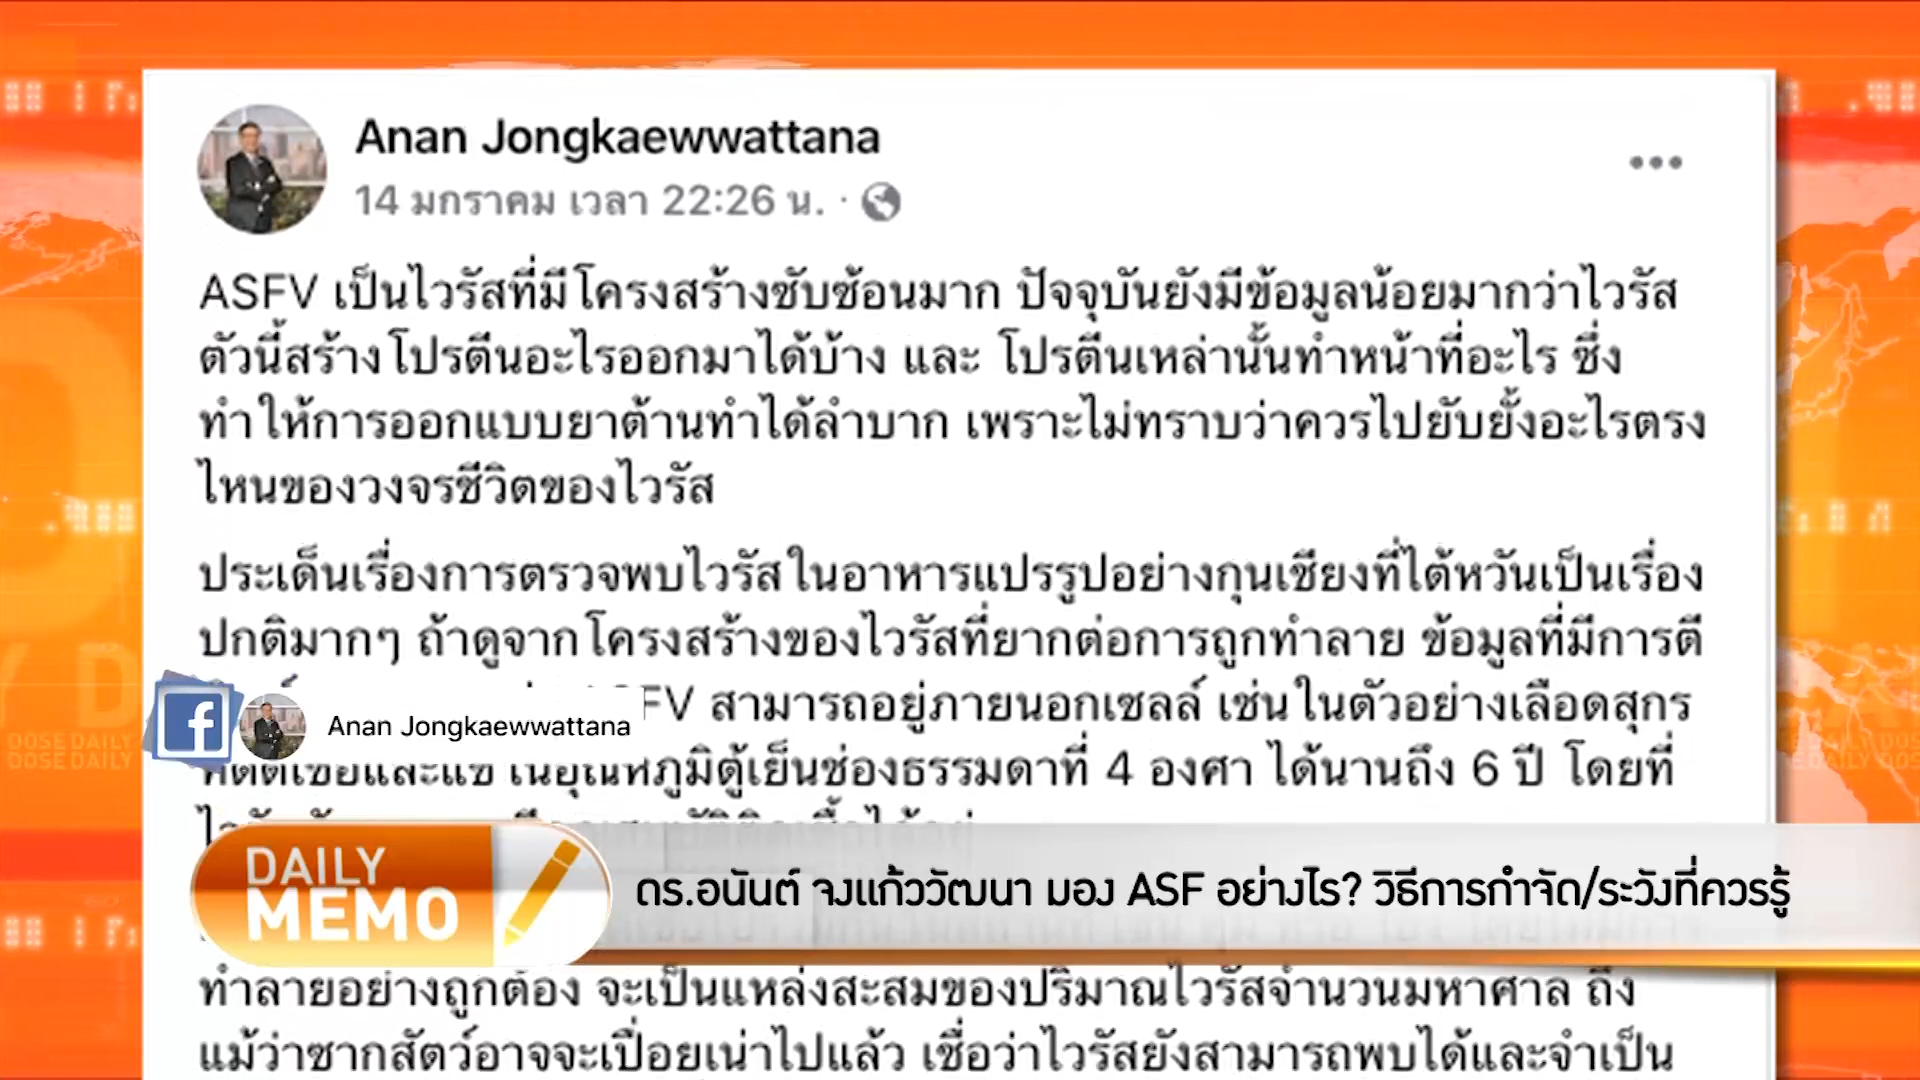 Anan Jongkaewwattana
14 มกราคม เวลา 22:26 น. ·
ASFV เป็นไวรัสที่มีโครงสร้างซับซ้อนมาก ปัจจุบันยังมีข้อมูลน้อยมากว่าไวรัส
ตัวนี้สร้างโปรตีนอะไรออกมาได้บ้าง และ โปรตีนเหล่านั้นทำหน้าที่อะไร ซึ่ง
ทำให้การออกแบบยาต้านทำได้ลำบาก เพราะไม่ทราบว่าควรไปยับยั้งอะไรตรง
ไหนของวงจรชีวิตของไวรัส
ประเด็นเรื่องการตรวจพบไวรัสในอาหารแปรรูปอย่างกุนเชียงที่ไต้หวันเป็นเรื่อง
ปกติมากๆ ถ้าดูจากโครงสร้างของไวรัสที่ยากต่อการถูกทำลาย ข้อมูลที่มีการตี
FV สามารถอยู่ภายนอกเซลล์ เช่นในตัวอย่างเลือดสุกร
Anan Jongkaewwattana
ในอุณหภูมิตู้เย็นช่องธรรมดาที่ 4 องศา ได้นานถึง 6 ปี โดยที่
DAILY
MEMO
ดร.อนันต์ จงแก้ววัฒนา มอง ASF อย่างไร? วิธีการกำจัด/ระวังที่ควรรู้
ทำลายอย่างถูกต้อง จะเป็นแหล่งสะสมของปริมาณไวรัสจำนวนมหาศาล ถึง
แม้ว่าซากสัตว์อาจจะเปื่อยเน่าไปแล้ว เชื่อว่าไวรัสยังสามารถพบได้และจำเป็น
DOSE DAILY
DOSE DAILY